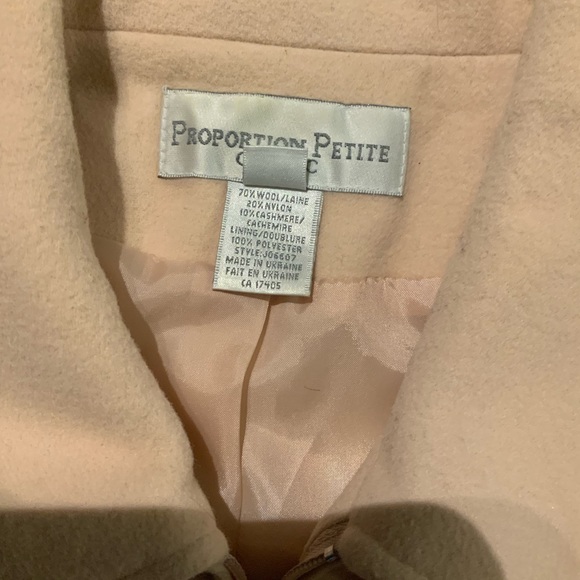 PROPORTION PETITE
70% WOOL/LAINE
20% NYLON
10% CASHMERE/
CACHEMIRE
LINING/DOUBLURE
100% POLYESTER
STYLE: J06607
MADE IN UKRAINE
FAIT EN UKRAINE
CA 17405